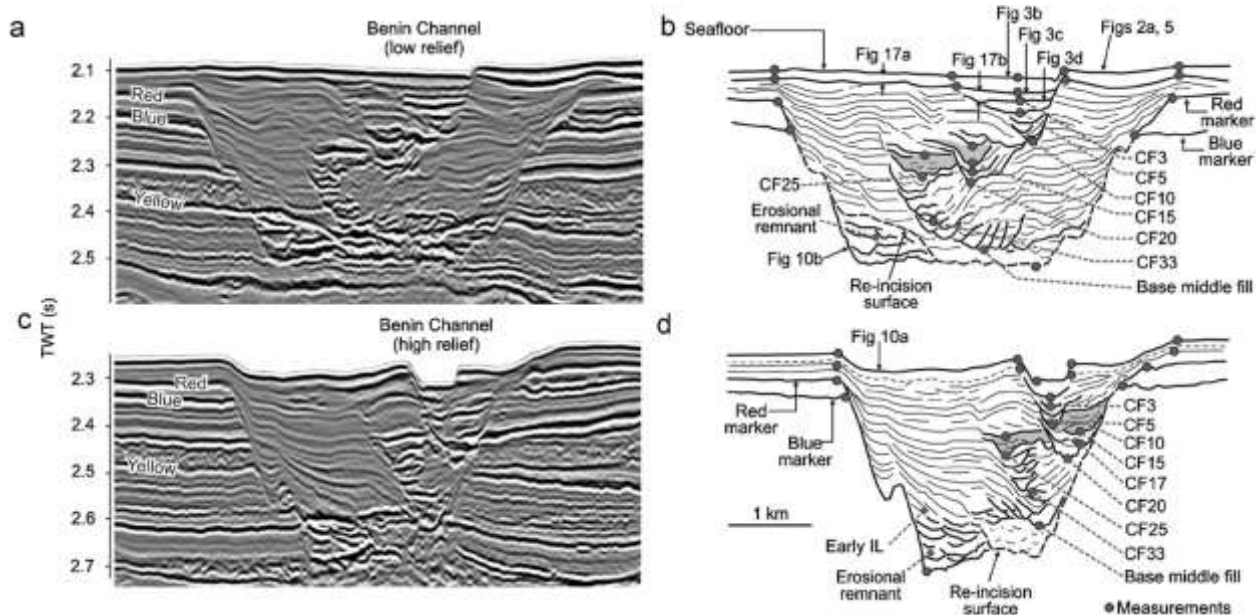 a
Benin Channel
(low relief)
2.1
Red
2.2
Blue
2.3
Yellow
2.4
2.5
TWT (s)
b
Seafloor
Fig 17a
Fig 3b
Fig 3c
Fig 17b
Fig 3d
Figs 2a, 5
Red
marker
Blue
marker
CF3
CF5
CF10
CF15
CF20
CF33
Base middle fill
CF25
Erosional
remnant
Fig 10b
Re-incision
surface
c
Benin Channel
(high relief)
2.3
Red
Blue
2.4
Yellow
2.5
2.6
2.7
d
Fig 10a
Red
marker
Blue
marker
1 km
CF3
CF5
CF10
CF15
CF17
CF20
CF25
CF33
Base middle fill
Early IL
Erosional
remnant
Re-incision
surface
Measurements